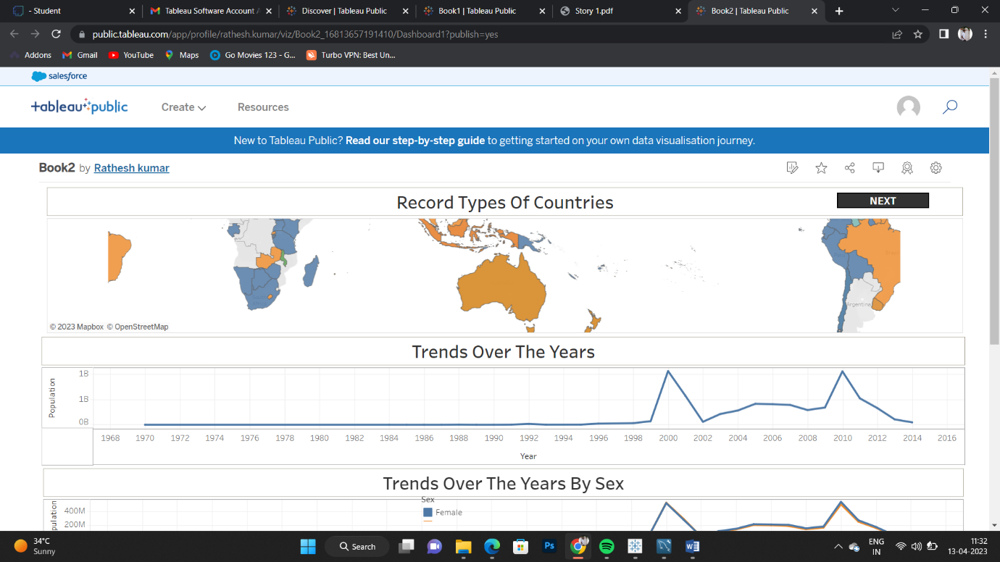 - Student
Tableau Software Account A
Discover | Tableau Public
Book1 | Tableau Public
Story 1.pdf
Book2 | Tableau Public
public.tableau.com/app/profile/rathesh.kumar/viz/Book2_16813657191410/Dashboard1?publish=yes
Addons
Gmail
YouTube
Maps
Go Movies 123 - G...
Turbo VPN: Best Un...
salesforce
+ableau+public
Create
Resources
New to Tableau Public? Read our step-by-step guide to getting started on your own data visualisation journey.
Book2 by Rathesh kumar
Record Types Of Countries
NEXT
Argentina
© 2023 Mapbox © OpenStreetMap
Trends Over The Years
Population
1B
1B
0B
1968 1970 1972 1974 1976 1978 1980 1982 1984 1986 1988 1990 1992 1994 1996 1998 2000 2002 2004 2006 2008 2010 2012 2014 2016
Year
Trends Over The Years By Sex
pulation
400M
200M
Sex
Female
34°C
Sunny
Search
Ps
W
ENG
IN
11:32
13-04-2023